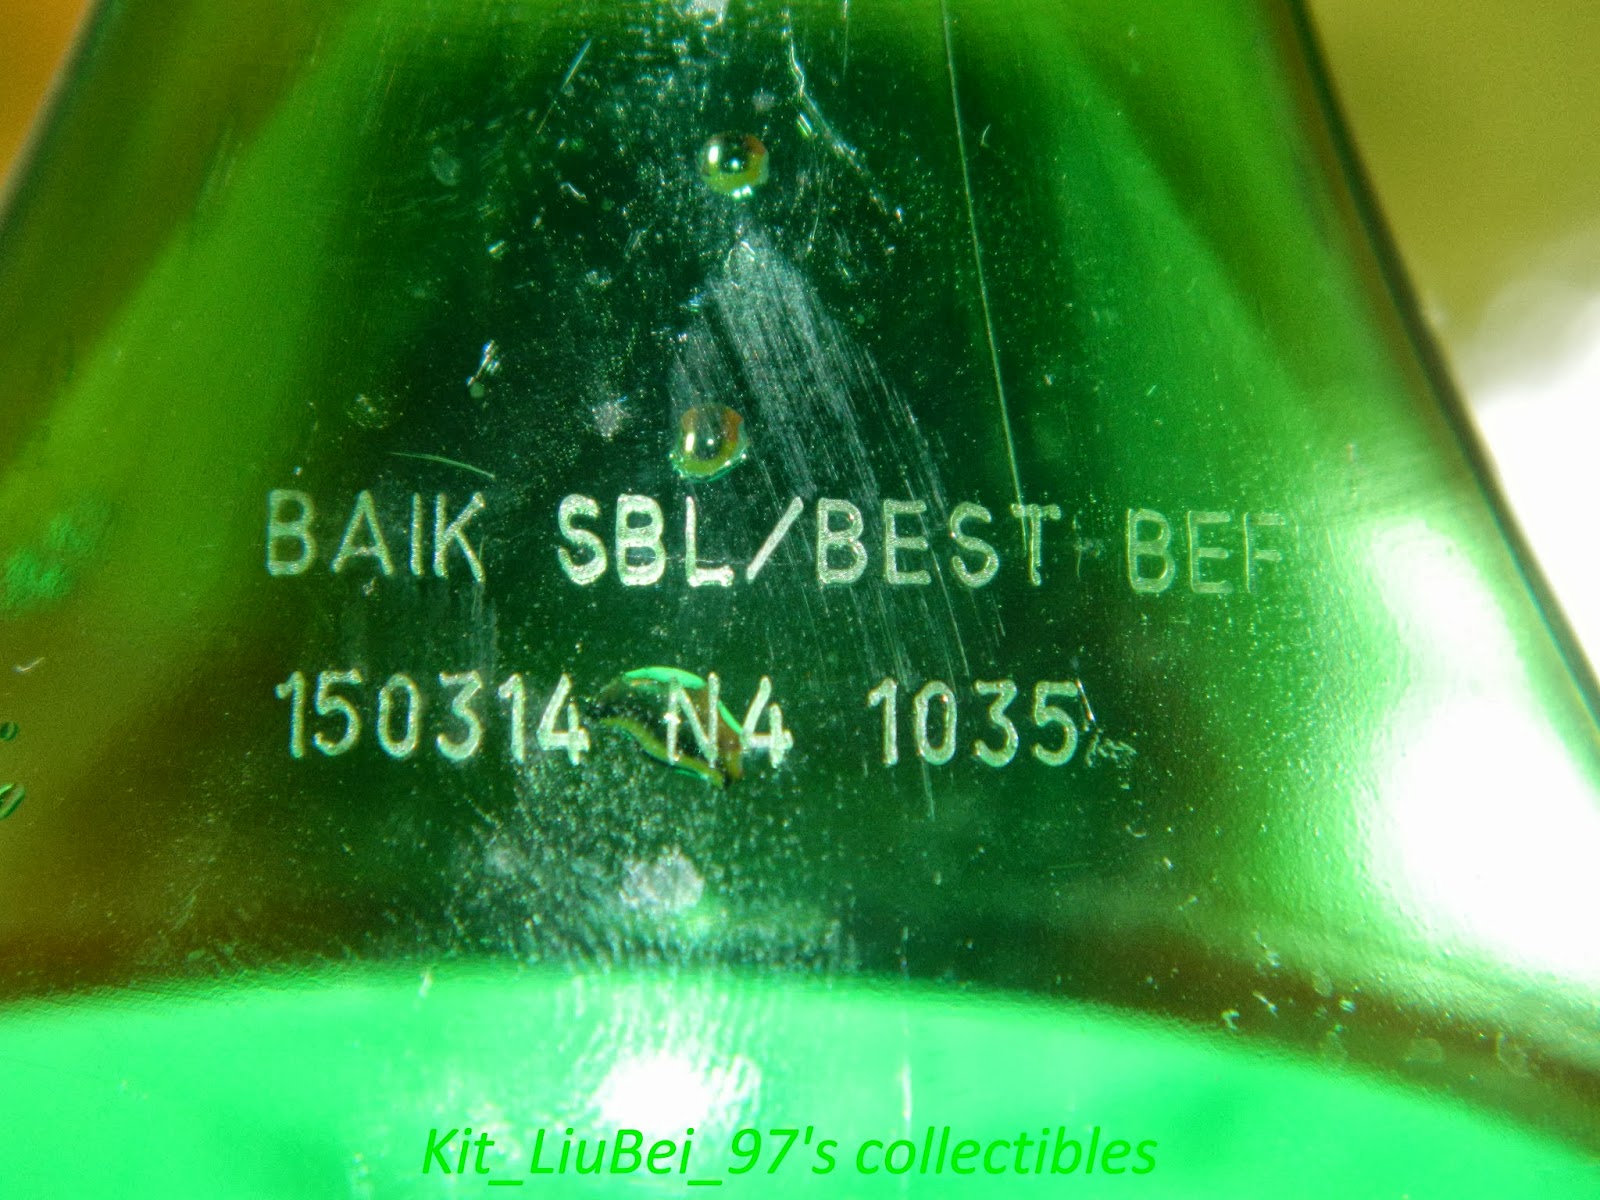 BAIK SBL/BEST BEF
150314 N4 1035
Kit_LiuBei_97's collectibles